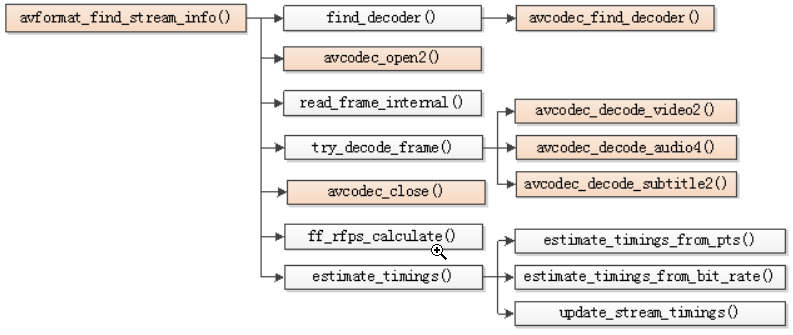 avformat_find_stream_info()
find_decoder()
avcodec_find_decoder()
avcodec_open2()
read_frame_internal()
try_decode_frame()
avcodec_decode_video2()
avcodec_decode_audio4()
avcodec_decode_subtitle2()
avcodec_close()
ff_rfps_calculate()
estimate_timings()
estimate_timings_from_pts()
estimate_timings_from_bit_rate()
update_stream_timings()